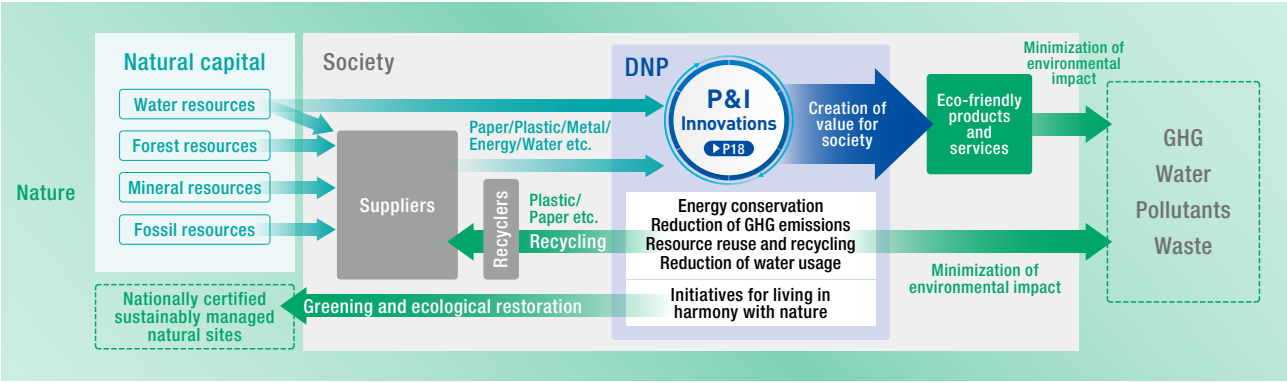 Nature
Natural capital
Water resources
Forest resources
Mineral resources
Fossil resources
Nationally certified
sustainably managed
natural sites
Society
Suppliers
Paper/Plastic/Metal/
Energy/Water etc.
Recyclers
Plastic/
Paper etc.
Recycling
Greening and ecological restoration
DNP
P&I
Innovations
▶P18
Creation of
value for
society
Energy conservation
Reduction of GHG emissions
Resource reuse and recycling
Reduction of water usage
Initiatives for living in
harmony with nature
Eco-friendly
products
and
services
Minimization of
environmental
impact
Minimization of
environmental impact
GHG
Water
Pollutants
Waste